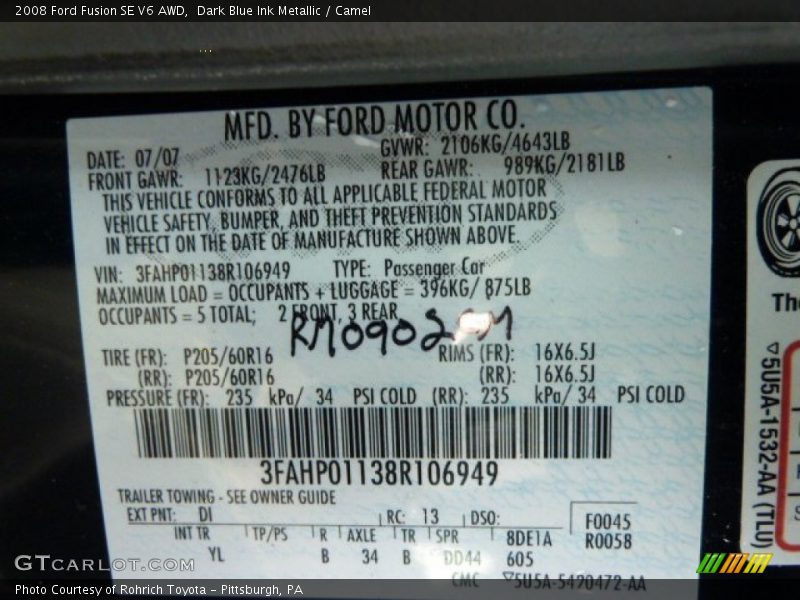 2008 Ford Fusion SE V6 AWD, Dark Blue Ink Metallic / Camel
MFD. BY FORD MOTOR CO.
DATE: 07/07 GVWR: 2106KG/4643LB
FRONT GAWR: 1123KG/2476LB REAR GAWR: 989KG/2181LB
THIS VEHICLE CONFORMS TO ALL APPLICABLE FEDERAL MOTOR
VEHICLE SAFETY, BUMPER, AND THEFT PREVENTION STANDARDS
IN EFFECT ON THE DATE OF MANUFACTURE SHOWN ABOVE.
VIN: 3FAHP01138R106949 TYPE: Passenger Car
MAXIMUM LOAD = OCCUPANTS + LUGGAGE = 396KG/ 875LB
OCCUPANTS = 5 TOTAL; 2 FRONT, 3 REAR
TIRE (FR): P205/60R16 RIMS (FR): 16X6.5J
(RR): P205/60R16 (RR): 16X6.5J
PRESSURE (FR): 235 kPa/ 34 PSI COLD (RR): 235 kPa/ 34 PSI COLD
3FAHP01138R106949
TRAILER TOWING - SEE OWNER GUIDE
EXT PNT: DI RC: 13 DSO: F0045
INT TR TP/PS R AXLE TR SPR 8DE1A R0058
YL B 34 B DD44 605
CMC ▽5U5A-5420472-AA
▽5U5A-1532-AA (TLU)
GTCARLOT.COM
Photo Courtesy of Rohrich Toyota - Pittsburgh, PA